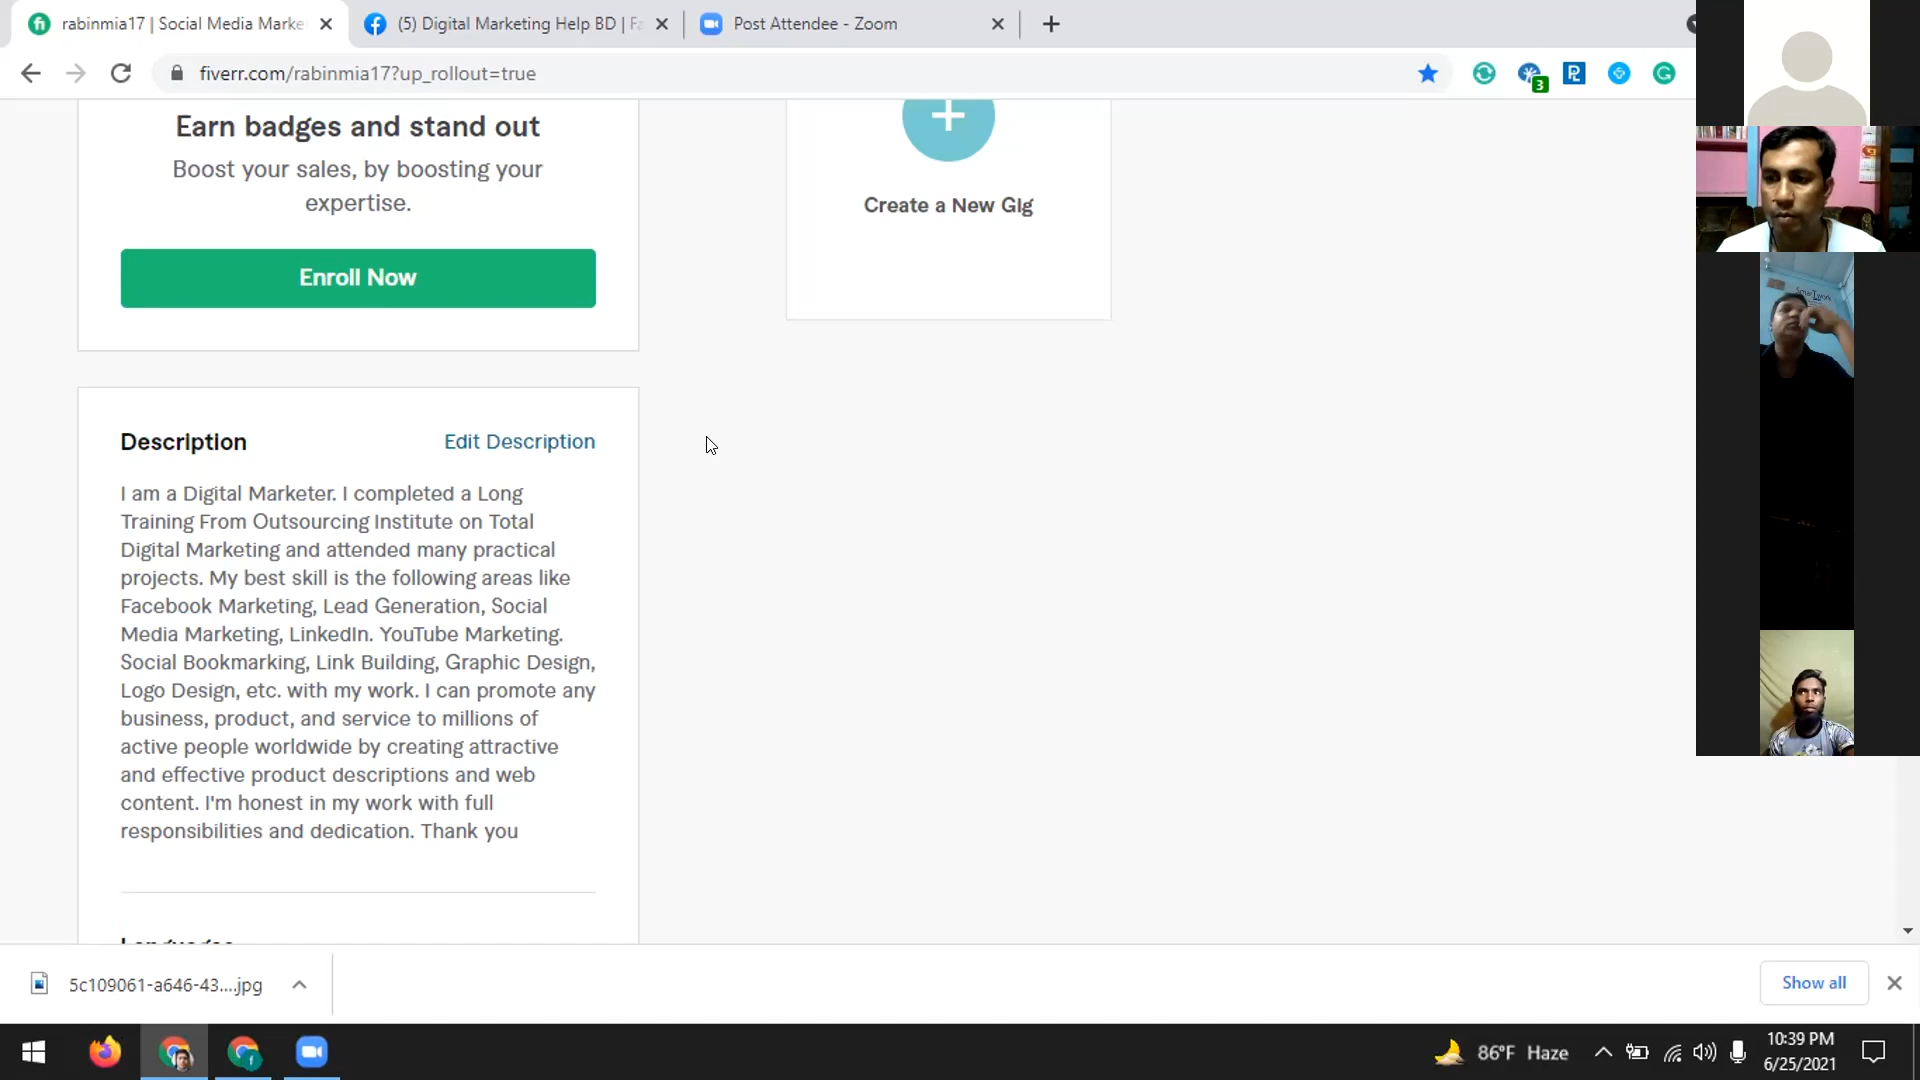 rabinmia17 | Social Media Marke
(5) Digital Marketing Help BD | Fa
Post Attendee - Zoom
fiverr.com/rabinmia17?up_rollout=true
3
Earn badges and stand out
Boost your sales, by boosting your
expertise.
Enroll Now
Create a New Gig
Description
Edit Description
I am a Digital Marketer. I completed a Long
Training From Outsourcing Institute on Total
Digital Marketing and attended many practical
projects. My best skill is the following areas like
Facebook Marketing, Lead Generation, Social
Media Marketing, LinkedIn. YouTube Marketing.
Social Bookmarking, Link Building, Graphic Design,
Logo Design, etc. with my work. I can promote any
business, product, and service to millions of
active people worldwide by creating attractive
and effective product descriptions and web
content. I'm honest in my work with full
responsibilities and dedication. Thank you
Languages
5c109061-a646-43....jpg
Show all
86°F Haze
10:39 PM
6/25/2021